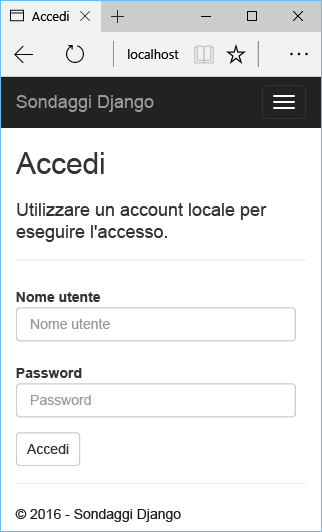 Accedi
localhost
Sondaggi Django
Accedi
Utilizzare un account locale per
eseguire l'accesso.
Nome utente
Nome utente
Password
Password
Accedi
© 2016 - Sondaggi Django